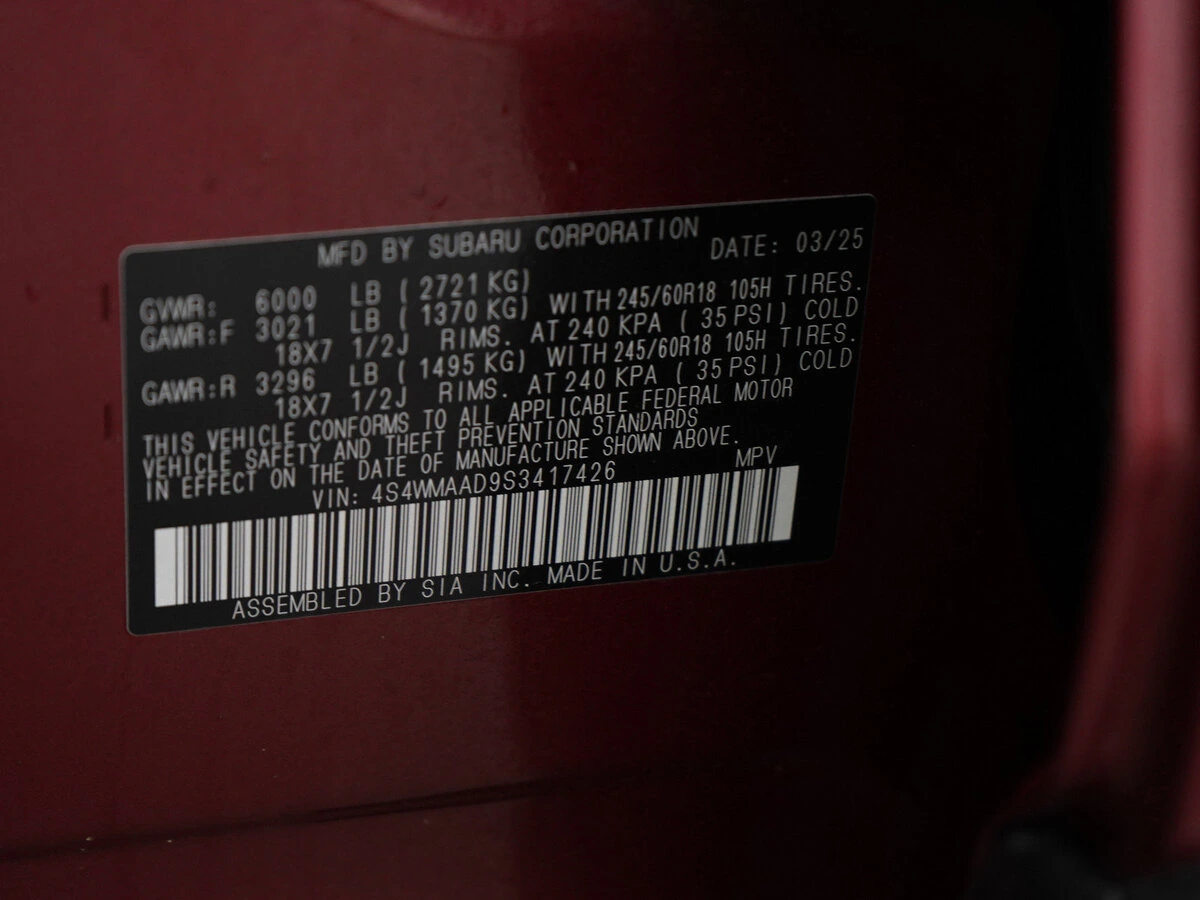 MFD BY SUBARU CORPORATION DATE: 03/25
GVWR: 6000 LB ( 2721 KG)
GAWR:F 3021 LB ( 1370 KG) WITH 245/60R18 105H TIRES.
18X7 1/2J RIMS. AT 240 KPA ( 35 PSI) COLD
GAWR:R 3296 LB ( 1495 KG) WITH 245/60R18 105H TIRES.
18X7 1/2J RIMS. AT 240 KPA ( 35 PSI) COLD
THIS VEHICLE CONFORMS TO ALL APPLICABLE FEDERAL MOTOR
VEHICLE SAFETY AND THEFT PREVENTION STANDARDS
IN EFFECT ON THE DATE OF MANUFACTURE SHOWN ABOVE.
VIN: 4S4WMAAD9S3417426 MPV
ASSEMBLED BY SIA INC. MADE IN U.S.A.